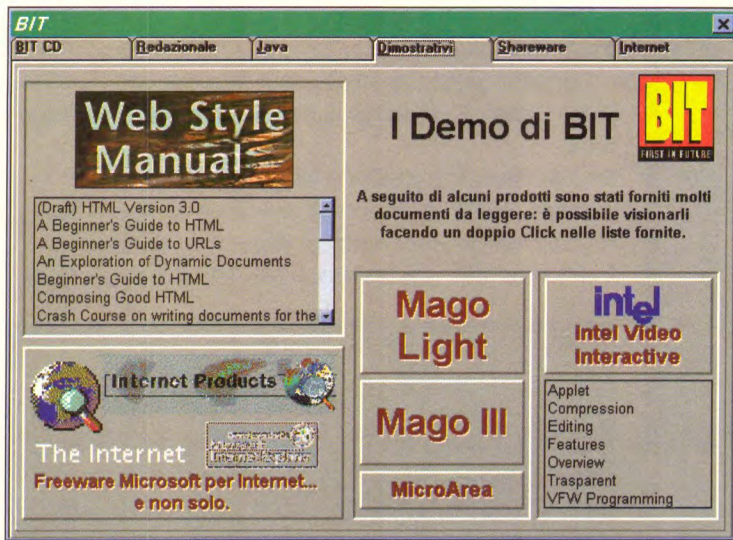 BIT
BIT CD
Redazionale
Java
Dimostrativi
Shareware
Internet
Web Style
Manual
(Draft) HTML Version 3.0
A Beginner's Guide to HTML
A Beginner's Guide to URLs
An Exploration of Dynamic Documents
Beginner's Guide to HTML
Composing Good HTML
Crash Course on writing documents for the
I Demo di BIT
BIT
FIRST IN FUTURE
A seguito di alcuni prodotti sono stati forniti molti
documenti da leggere: è possibile visionarli
facendo un doppio Click nelle liste fornite.
Internet Products
The Internet
Freeware Microsoft per Internet...
e non solo.
Mago
Light
Mago III
MicroArea
intel
Intel Video
Interactive
Applet
Compression
Editing
Features
Overview
Trasparent
VFW Programming